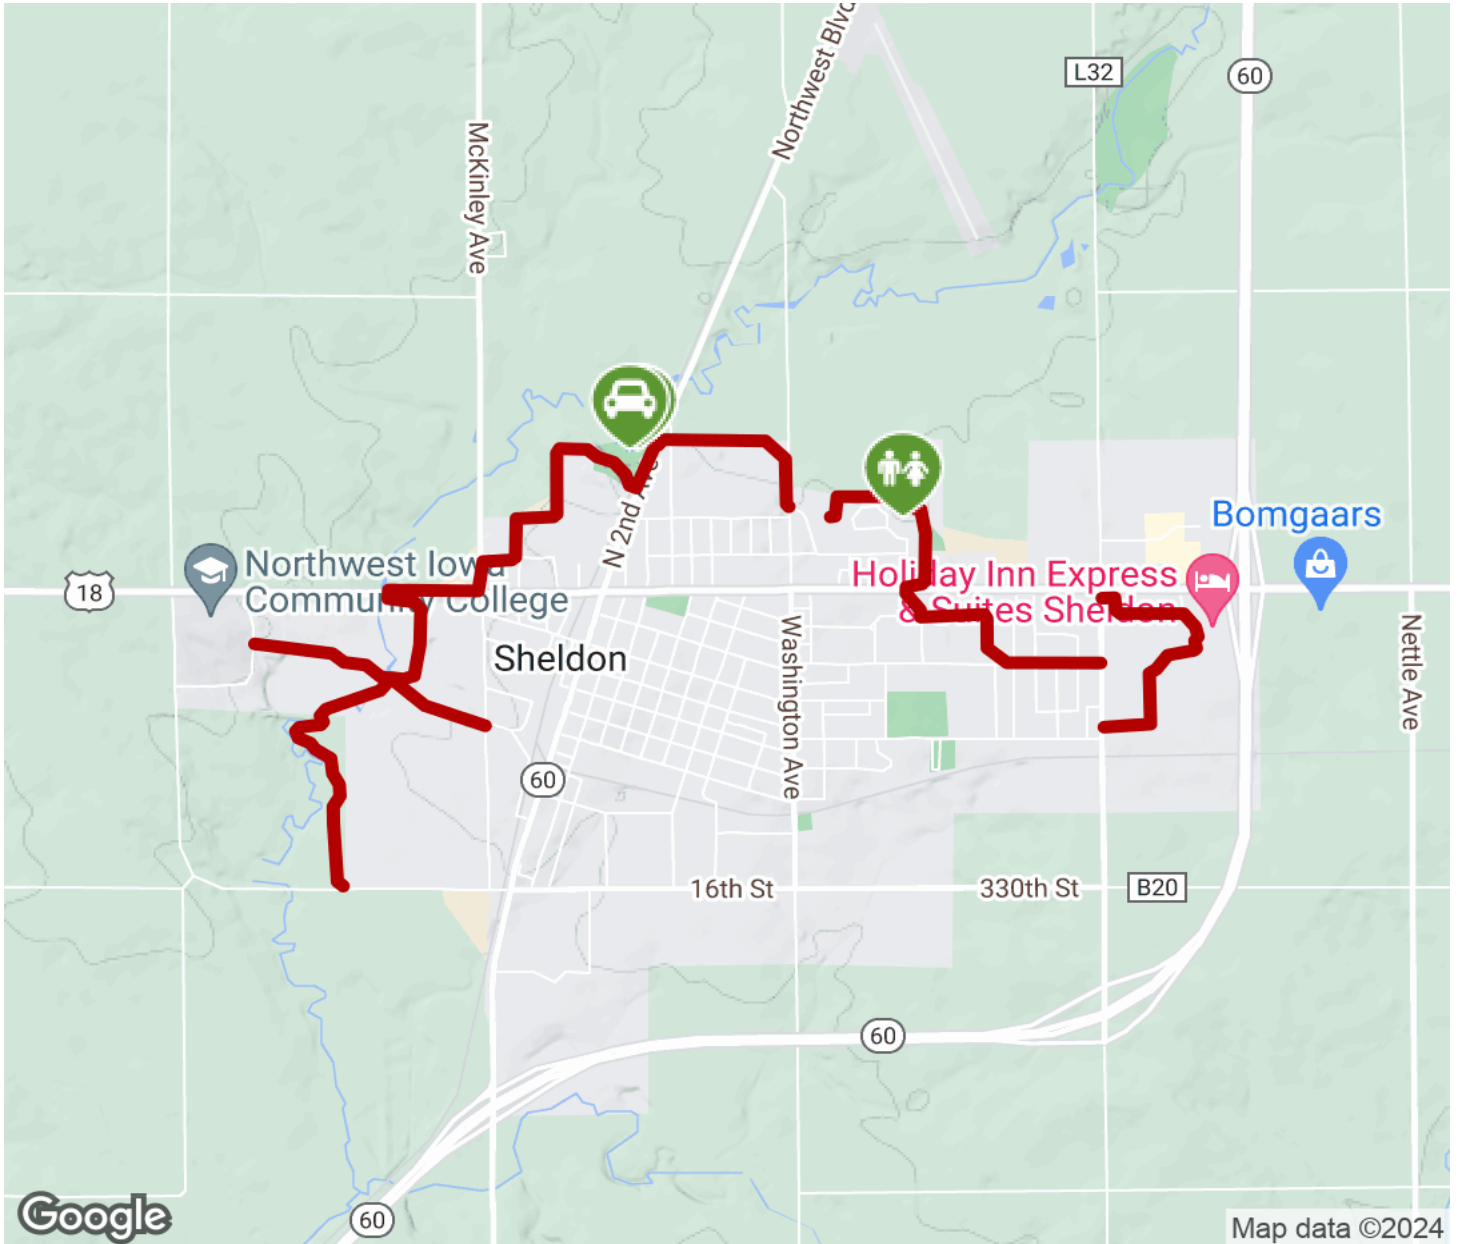 Northwest Blvd
L32
60
McKinley Ave
N 2nd Ave
Bomgaars
Northwest Iowa
Community College
18
Holiday Inn Express
& Suites Sheldon
Sheldon
Washington Ave
Nettle Ave
60
16th St
330th St
B20
60
60
Google
Map data ©2024